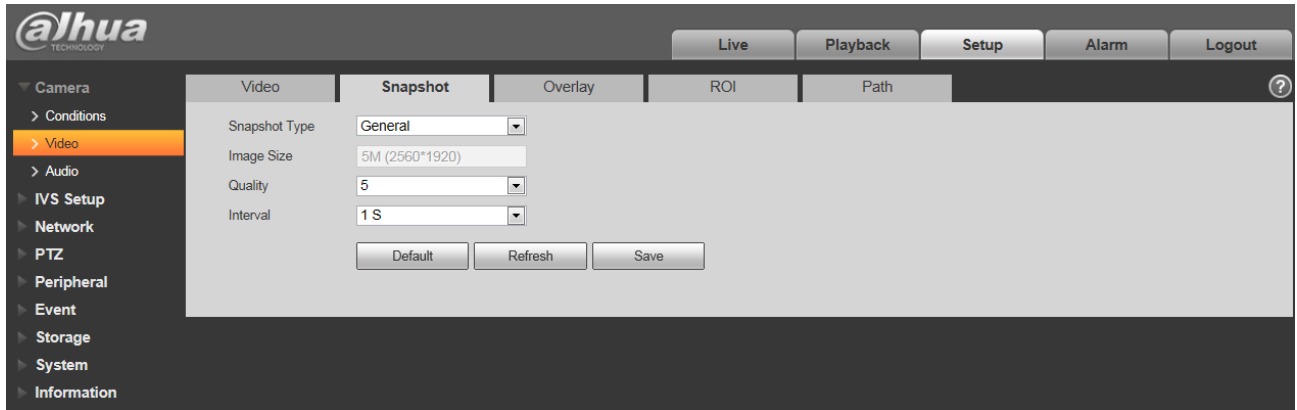 alhua
TECHNOLOGY
Live Playback Setup Alarm Logout
Camera
Conditions
Video
Audio
IVS Setup
Network
PTZ
Peripheral
Event
Storage
System
Information
Video Snapshot Overlay ROI Path ?
Snapshot Type General
Image Size 5M (2560*1920)
Quality 5
Interval 1 S
Default Refresh Save